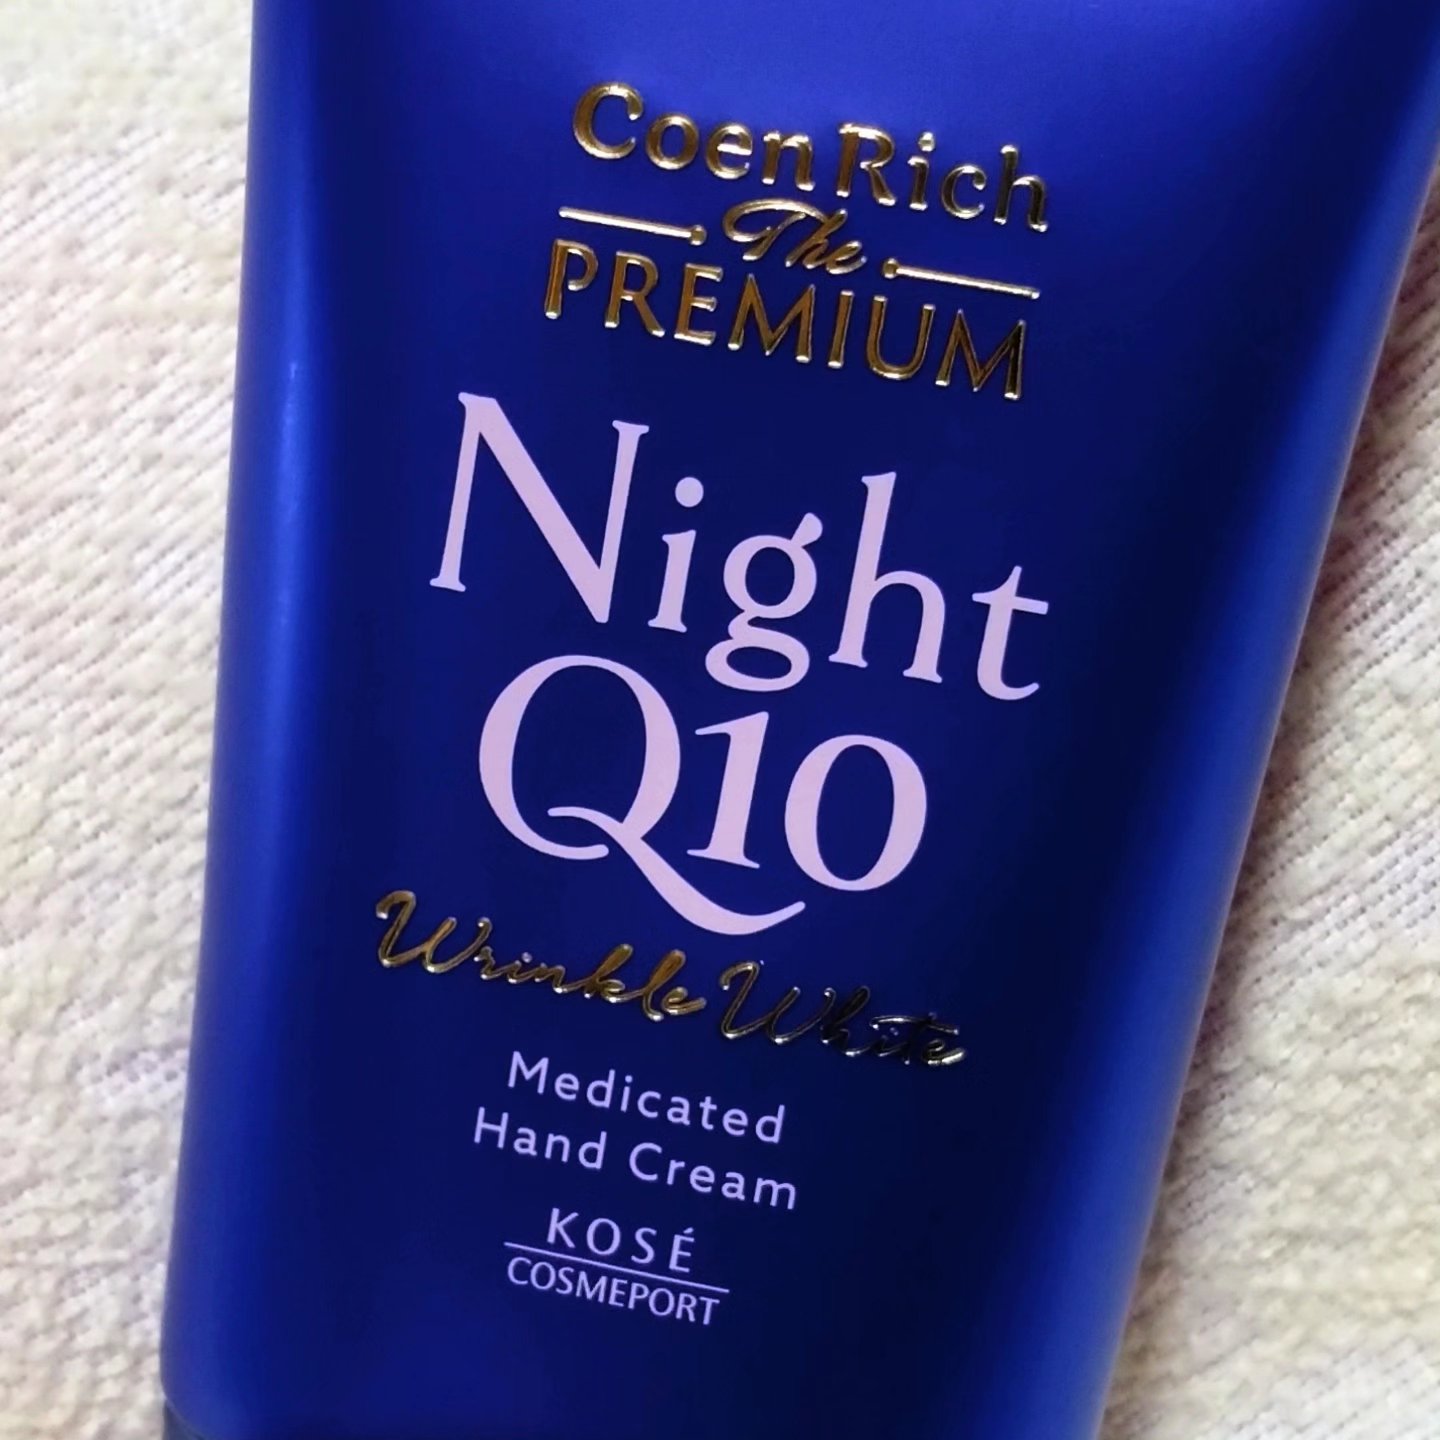 CoenRich
The
PREMIUM
Night
Q10
Wrinkle White
Medicated
Hand Cream
KOSÉ
COSMEPORT